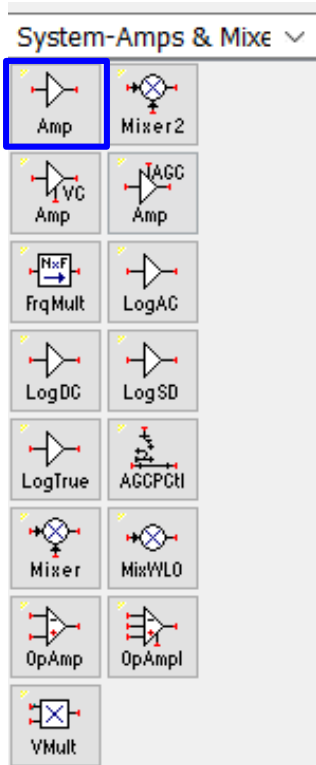 System-Amps & Mixe
Amp
Mixer2
VC
Amp
AGC
Amp
NxF
FrqMult
LogAC
LogDC
LogSD
LogTrue
AGCPCtl
Mixer
MixWLO
OpAmp
OpAmpI
VMult